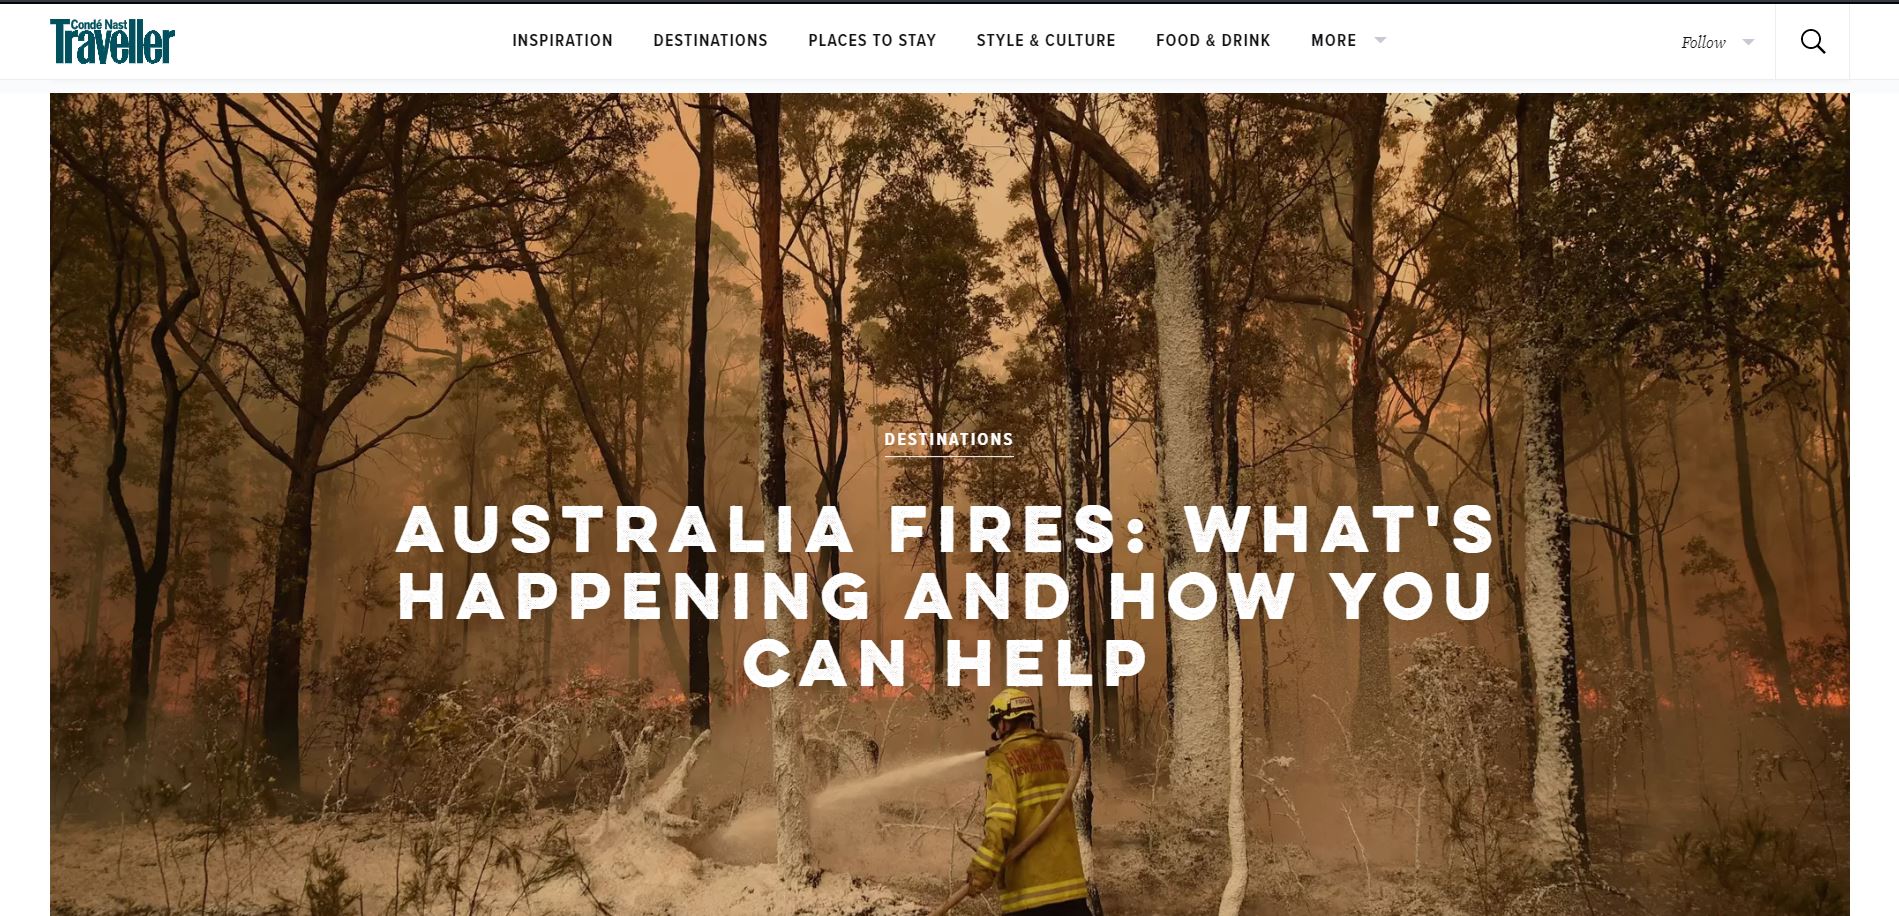 Condé Nast
Traveller
INSPIRATION
DESTINATIONS
PLACES TO STAY
STYLE & CULTURE
FOOD & DRINK
MORE
Follow
DESTINATIONS
AUSTRALIA FIRES: WHAT'S
HAPPENING AND HOW YOU
CAN HELP